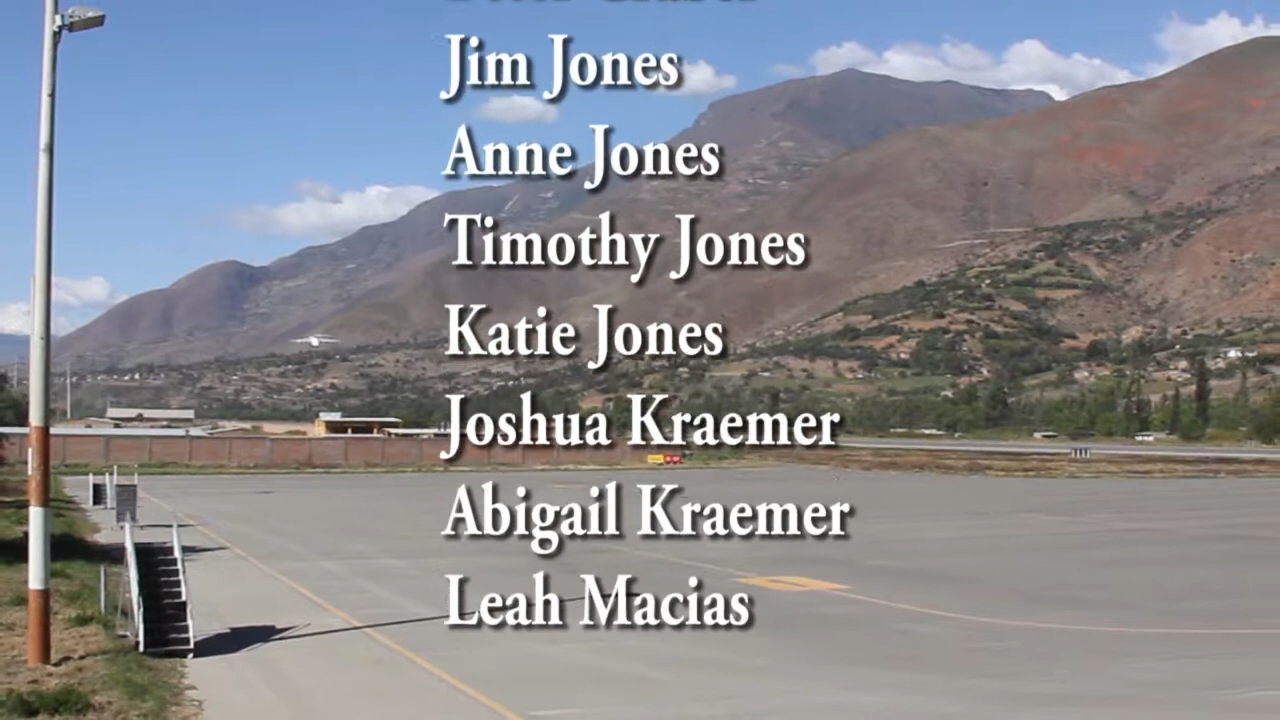 Jim Jones
Anne Jones
Timothy Jones
Katie Jones
Joshua Kraemer
Abigail Kraemer
Leah Macias